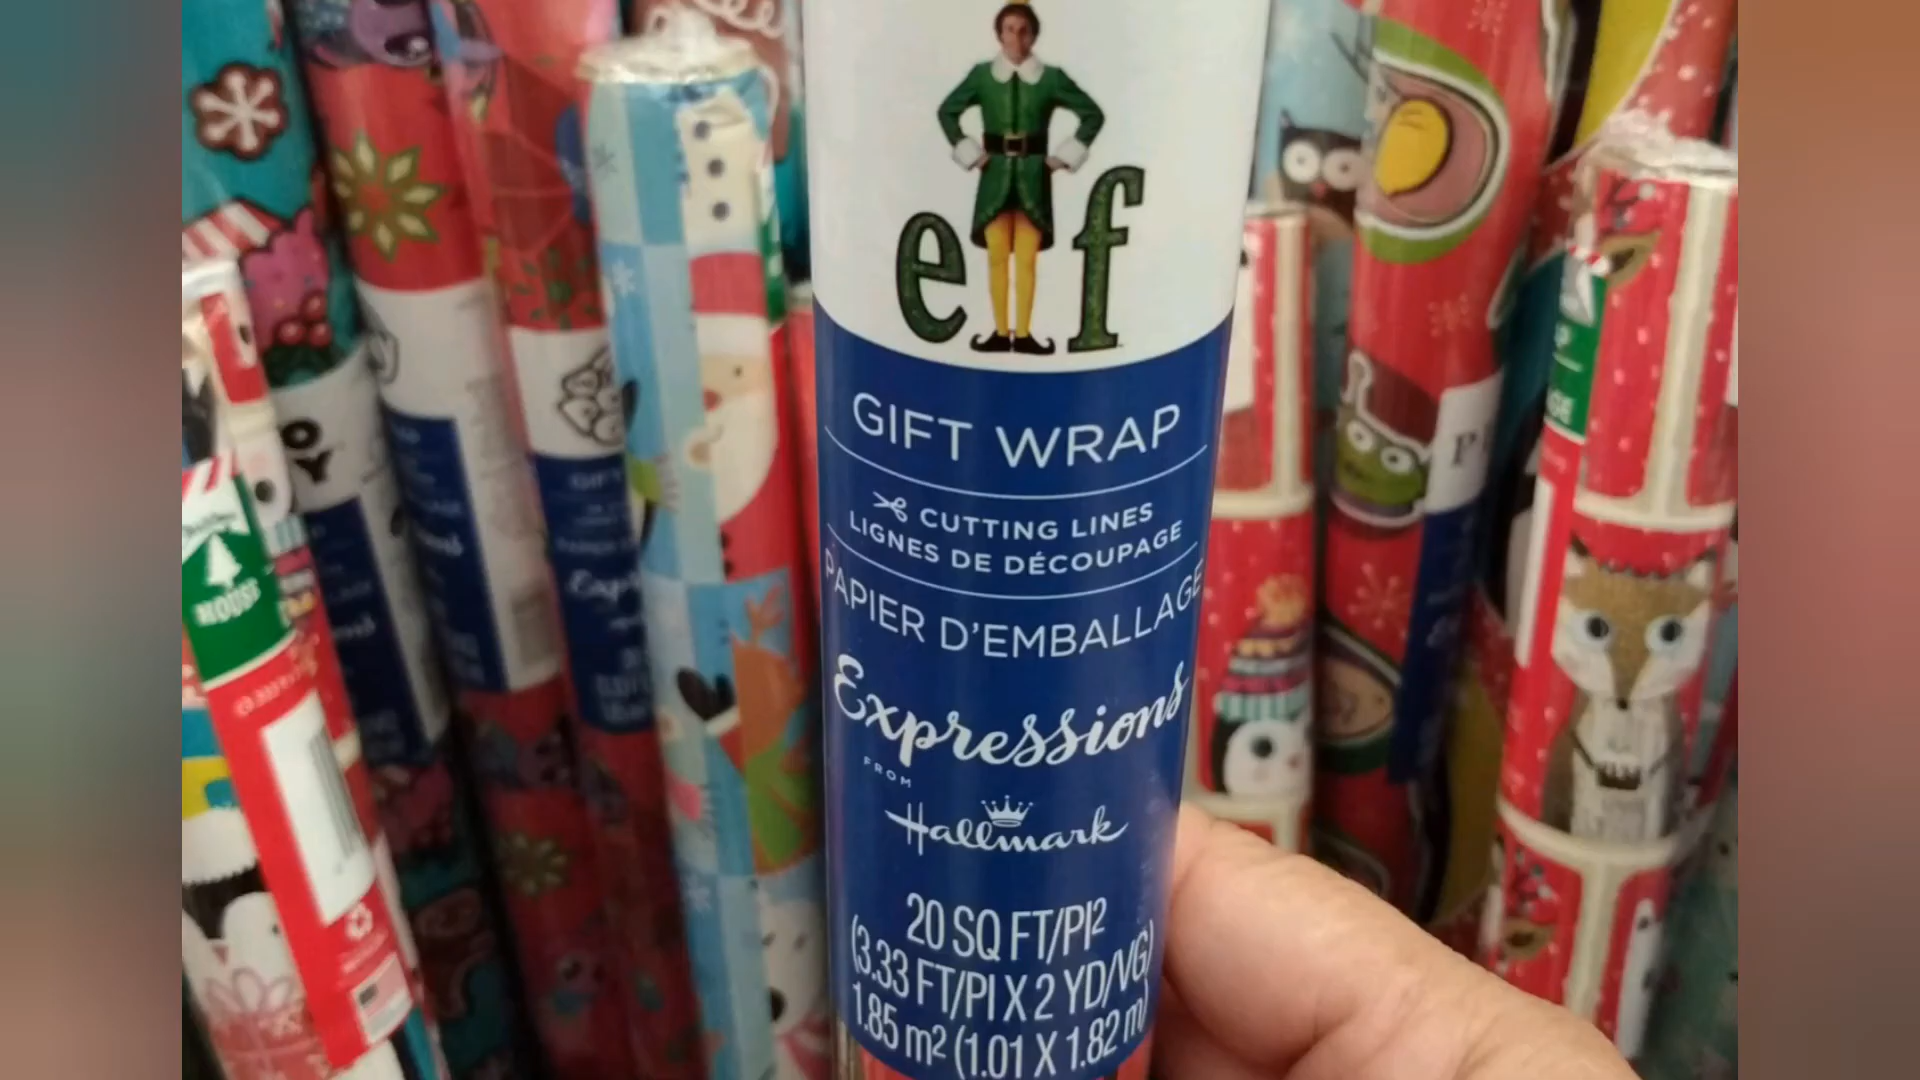 elf
GIFT WRAP
CUTTING LINES
LIGNES DE DÉCOUPAGE
PAPIER D'EMBALLAGE
Expressions
FROM
Hallmark
20 SQ FT/PI2
(3.33 FT/PI X 2 YD/VG)
1.85 m2 (1.01 X 1.82 m)